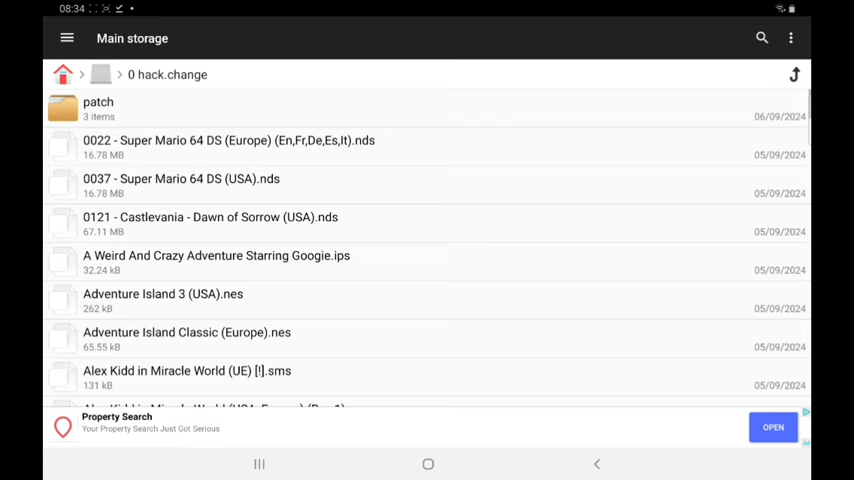 08:34
Main storage
0 hack.change
patch
3 items
06/09/2024
0022 - Super Mario 64 DS (Europe) (En,Fr,De,Es,It).nds
16.78 MB
05/09/2024
0037 - Super Mario 64 DS (USA).nds
16.78 MB
05/09/2024
0121 - Castlevania - Dawn of Sorrow (USA).nds
67.11 MB
05/09/2024
A Weird And Crazy Adventure Starring Googie.ips
32.24 kB
05/09/2024
Adventure Island 3 (USA).nes
262 kB
05/09/2024
Adventure Island Classic (Europe).nes
65.55 kB
05/09/2024
Alex Kidd in Miracle World (UE) [!].sms
131 kB
05/09/2024
Property Search
Your Property Search Just Got Serious
OPEN
Ad